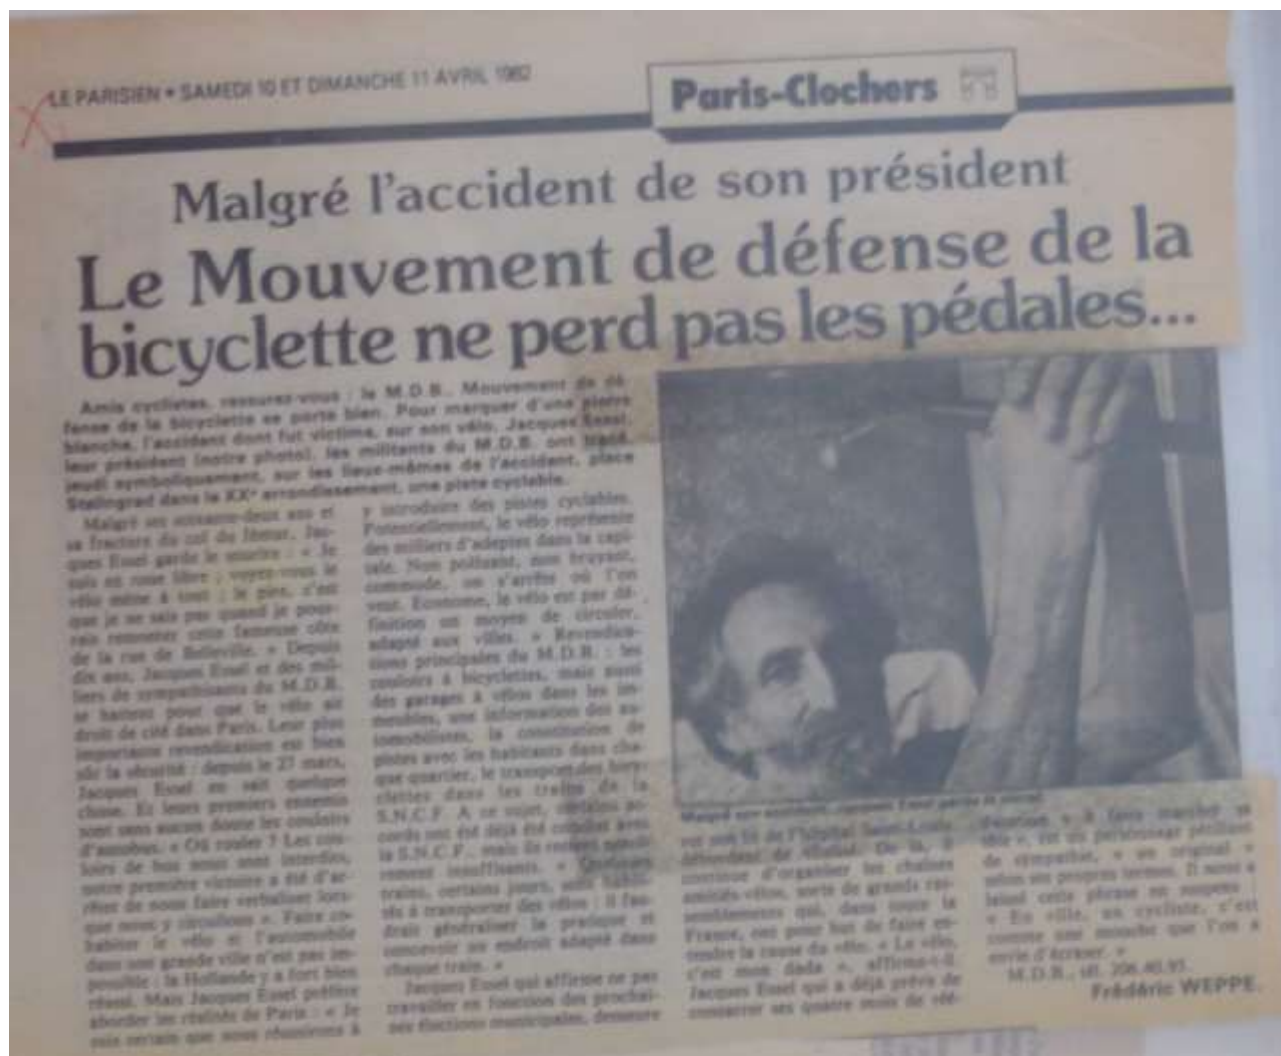 LE PARISIEN • SAMEDI 10 ET DIMANCHE 11 AVRIL 1982
Paris-Clochers
Malgré l'accident de son président
Le Mouvement de défense de la
bicyclette ne perd pas les pédales...
Amis cyclistes, rassurez-vous : le M.D.B., Mouvement de dé-
fense de la bicyclette se porte bien. Pour marquer d'une pierre
blanche, l'accident dont fut victime, sur son vélo, Jacques Essel,
leur président (notre photo), les militants du M.D.B. ont tracé,
jeudi symboliquement, sur les lieux-mêmes de l'accident, place
Stalingrad dans le XXe arrondissement, une piste cyclable.
Malgré ses soixante-deux ans et
sa fracture du col du fémur, Jac-
ques Essel garde le sourire : « Je
suis en roue libre ; voyez-vous le
vélo mène à tout ; le pire, c'est
que je ne sais pas quand je pour-
rais remonter cette fameuse côte
de la rue de Belleville. » Depuis
dix ans, Jacques Essel et des mil-
liers de sympathisants du M.D.B.
se battent pour que le vélo ait
droit de cité dans Paris. Leur plus
importante revendication est bien
sûr la sécurité : depuis le 27 mars,
Jacques Essel en sait quelque
chose. Et leurs premiers ennemis
sont sans aucun doute les couloirs
d'autobus. « Où rouler ? Les cou-
loirs de bus nous sont interdits,
notre première victoire a été d'ar-
rêter de nous faire verbaliser lors-
que nous y circulions ». Faire co-
habiter le vélo et l'automobile
dans une grande ville n'est pas im-
possible : la Hollande y a fort bien
réussi. Mais Jacques Essel préfère
aborder les réalités de Paris : « Je
suis certain que nous réussirons à
y introduire des pistes cyclables.
Potentiellement, le vélo représente
des milliers d'adeptes dans la capi-
tale. Non polluant, non bruyant,
commode, on s'arrête où l'on
veut. Econome, le vélo est par dé-
finition un moyen de circuler,
adapté aux villes. » Revendica-
tions principales du M.D.B. : les
couloirs à bicyclettes, mais aussi
des garages à vélos dans les im-
meubles, une information des au-
tomobilistes, la constitution de
pistes avec les habitants dans cha-
que quartier, le transport des bicy-
clettes dans les trains de la
S.N.C.F. A ce sujet, certains ac-
cords ont été déjà été conclus avec
la S.N.C.F., mais ils restent
rement insuffisants. « Quelques
trains, certains jours, sont habili-
tés à transporter des vélos ; il fau-
drait généraliser la pratique et
concevoir un endroit adapté dans
chaque train. »
Jacques Essel qui affirme ne pas
travailler en fonction des prochai-
nes élections municipales, demeure
Malgré son accident, Jacques Essel garde le moral.
sur son lit de l'hôpital Saint-Louis
débordant de vitalité. De là, il
continue d'organiser les chaînes
amitiés-vélos, sorte de grands ras-
semblements qui, dans toute la
France, ont pour but de faire en-
tendre la cause du vélo. « Le vélo,
c'est mon dada », affirme-t-il.
Jacques Essel qui a déjà prévu de
consacrer ses quatre mois de ré-
« à faire marcher sa
», est un personnage pétillant
de sympathie, « un original »
selon ses propres termes. Il nous a
laissé cette phrase en suspens :
« En ville, un cycliste, c'est
comme une mouche que l'on a
envie d'écraser. »
M.D.B., tél. 206.40.93.
Frédéric WEPPE.